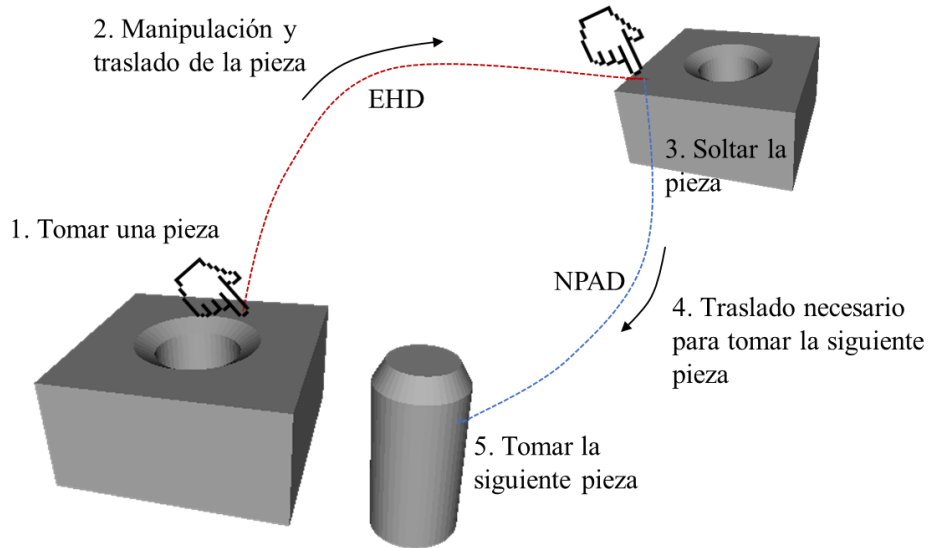 2. Manipulación y
traslado de la pieza
EHD
3. Soltar la
pieza
1. Tomar una pieza
NPAD
4. Traslado necesario
para tomar la siguiente
pieza
5. Tomar la
siguiente pieza